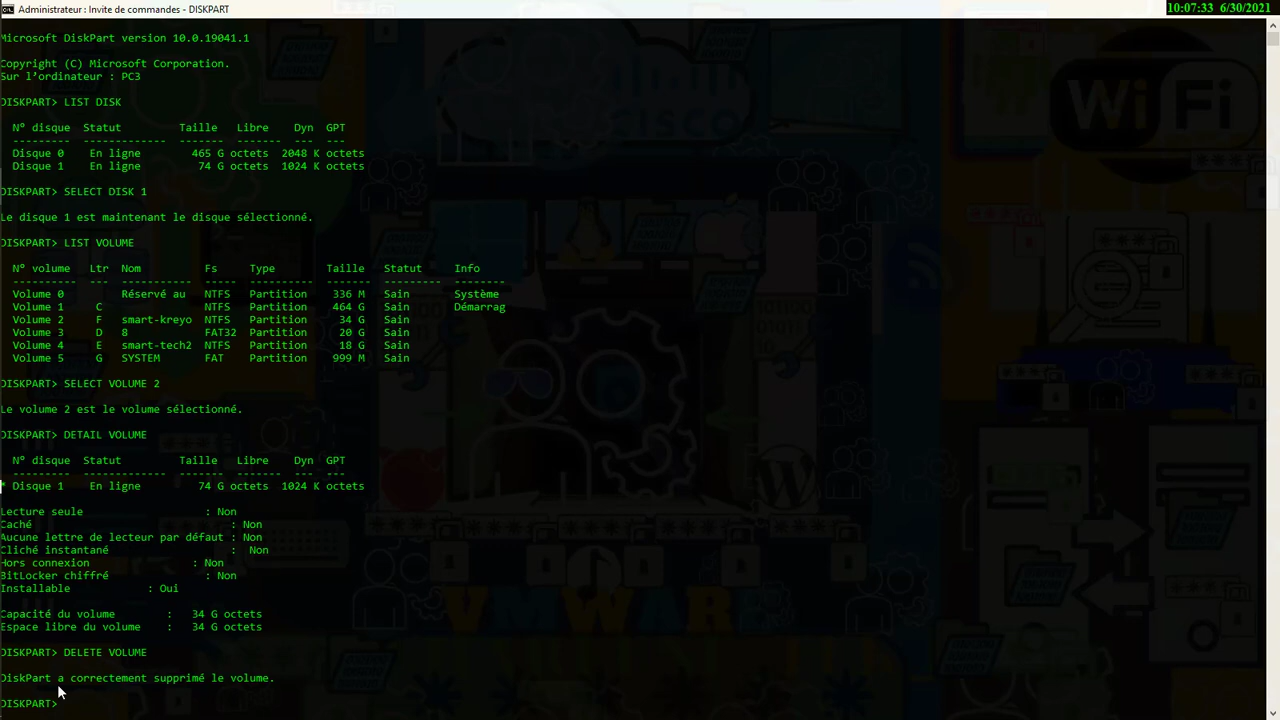 Administrateur : Invite de commandes - DISKPART
10:07:33 6/30/2021
Microsoft DiskPart version 10.0.19041.1
Copyright (C) Microsoft Corporation.
Sur l’ordinateur : PC3
DISKPART> LIST DISK
N° disque Statut Taille Libre Dyn GPT
--------- ------------- ------- ------- --- ---
Disque 0 En ligne 465 G octets 2048 K octets
Disque 1 En ligne 74 G octets 1024 K octets
DISKPART> SELECT DISK 1
Le disque 1 est maintenant le disque sélectionné.
DISKPART> LIST VOLUME
N° volume Ltr Nom Fs Type Taille Statut Info
---------- --- ----------- ----- ---------- ------- --------- --------
Volume 0 Réservé au NTFS Partition 336 M Sain Système
Volume 1 C NTFS Partition 464 G Sain Démarrag
Volume 2 F smart-kreyo NTFS Partition 34 G Sain
Volume 3 D 8 FAT32 Partition 20 G Sain
Volume 4 E smart-tech2 NTFS Partition 18 G Sain
Volume 5 G SYSTEM FAT Partition 999 M Sain
DISKPART> SELECT VOLUME 2
Le volume 2 est le volume sélectionné.
DISKPART> DETAIL VOLUME
N° disque Statut Taille Libre Dyn GPT
--------- ------------- ------- ------- --- ---
* Disque 1 En ligne 74 G octets 1024 K octets
Lecture seule : Non
Caché : Non
Aucune lettre de lecteur par défaut : Non
Cliché instantané : Non
Hors connexion : Non
BitLocker chiffré : Non
Installable : Oui
Capacité du volume : 34 G octets
Espace libre du volume : 34 G octets
DISKPART> DELETE VOLUME
DiskPart a correctement supprimé le volume.
DISKPART>
Wi Fi
CISCO
VMWARE